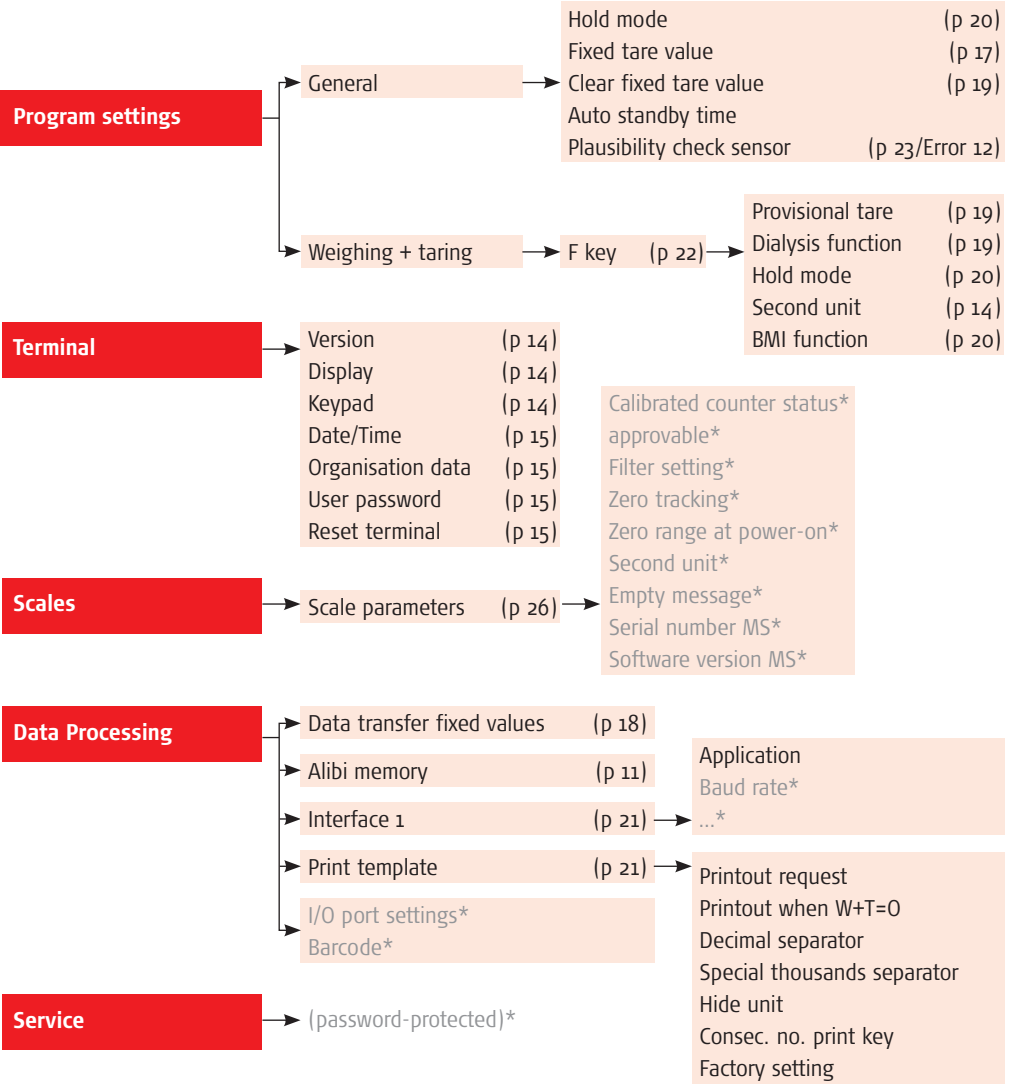 Program settings
General
Hold mode (p 20)
Fixed tare value (p 17)
Clear fixed tare value (p 19)
Auto standby time
Plausibility check sensor (p 23/Error 12)
Weighing + taring
F key (p 22)
Provisional tare (p 19)
Dialysis function (p 19)
Hold mode (p 20)
Second unit (p 14)
BMI function (p 20)
Terminal
Version (p 14)
Display (p 14)
Keypad (p 14)
Date/Time (p 15)
Organisation data (p 15)
User password (p 15)
Reset terminal (p 15)
Scales
Scale parameters (p 26)
Calibrated counter status*
approvable*
Filter setting*
Zero tracking*
Zero range at power-on*
Second unit*
Empty message*
Serial number MS*
Software version MS*
Data Processing
Data transfer fixed values (p 18)
Alibi memory (p 11)
Interface 1 (p 21)
Application
Baud rate*
...*
Print template (p 21)
Printout request
Printout when W+T=0
Decimal separator
Special thousands separator
Hide unit
Consec. no. print key
Factory setting
I/O port settings*
Barcode*
Service
(password-protected)*